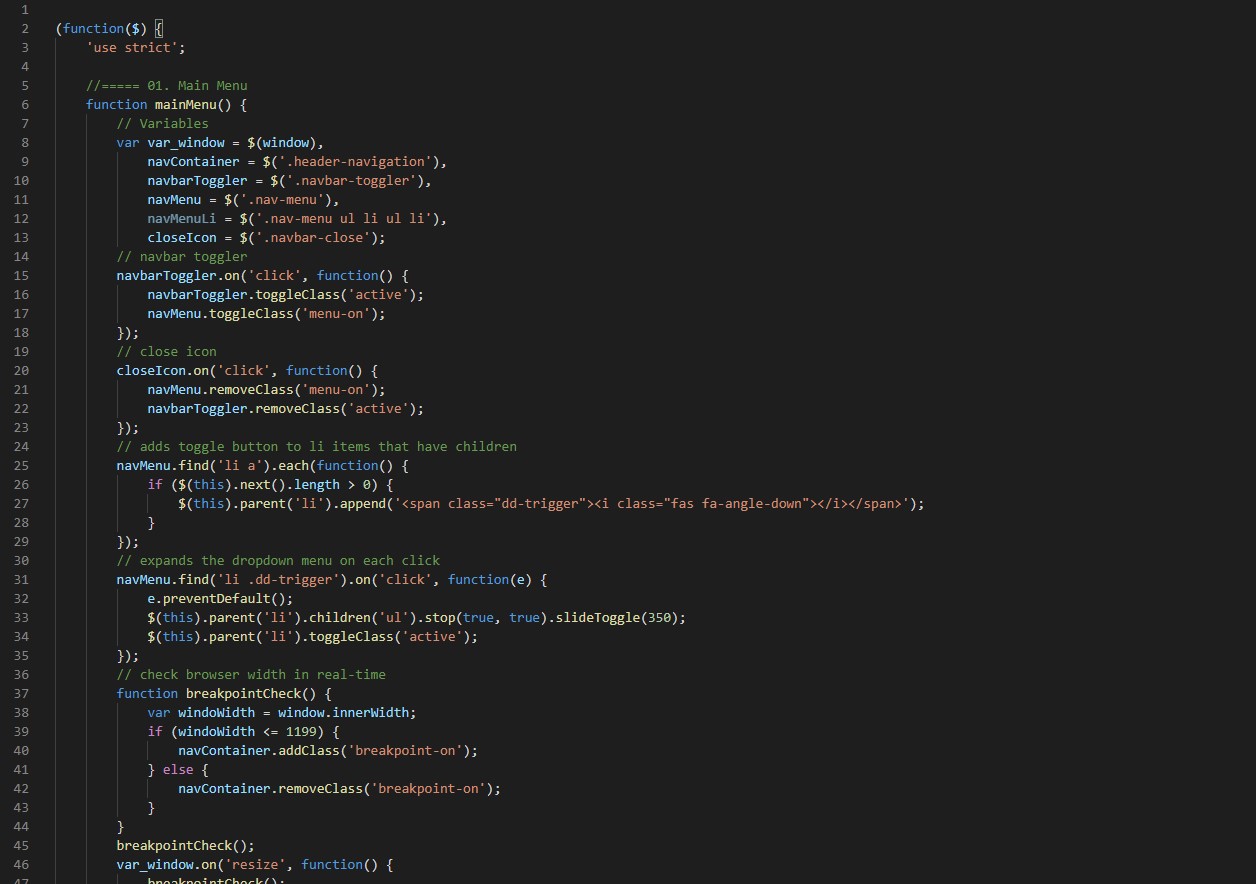 1
2 (function($) {
3     'use strict';
4
5     //===== 01. Main Menu
6     function mainMenu() {
7         // Variables
8         var var_window = $(window),
9             navContainer = $('.header-navigation'),
10             navbarToggler = $('.navbar-toggler'),
11             navMenu = $('.nav-menu'),
12             navMenuLi = $('.nav-menu ul li ul li'),
13             closeIcon = $('.navbar-close');
14         // navbar toggler
15         navbarToggler.on('click', function() {
16             navbarToggler.toggleClass('active');
17             navMenu.toggleClass('menu-on');
18         });
19         // close icon
20         closeIcon.on('click', function() {
21             navMenu.removeClass('menu-on');
22             navbarToggler.removeClass('active');
23         });
24         // adds toggle button to li items that have children
25         navMenu.find('li a').each(function() {
26             if ($(this).next().length > 0) {
27                 $(this).parent('li').append('<span class="dd-trigger"><i class="fas fa-angle-down"></i></span>');
28             }
29         });
30         // expands the dropdown menu on each click
31         navMenu.find('li .dd-trigger').on('click', function(e) {
32             e.preventDefault();
33             $(this).parent('li').children('ul').stop(true, true).slideToggle(350);
34             $(this).parent('li').toggleClass('active');
35         });
36         // check browser width in real-time
37         function breakpointCheck() {
38             var windoWidth = window.innerWidth;
39             if (windoWidth <= 1199) {
40                 navContainer.addClass('breakpoint-on');
41             } else {
42                 navContainer.removeClass('breakpoint-on');
43             }
44         }
45         breakpointCheck();
46         var_window.on('resize', function() {
47             breakpointCheck();